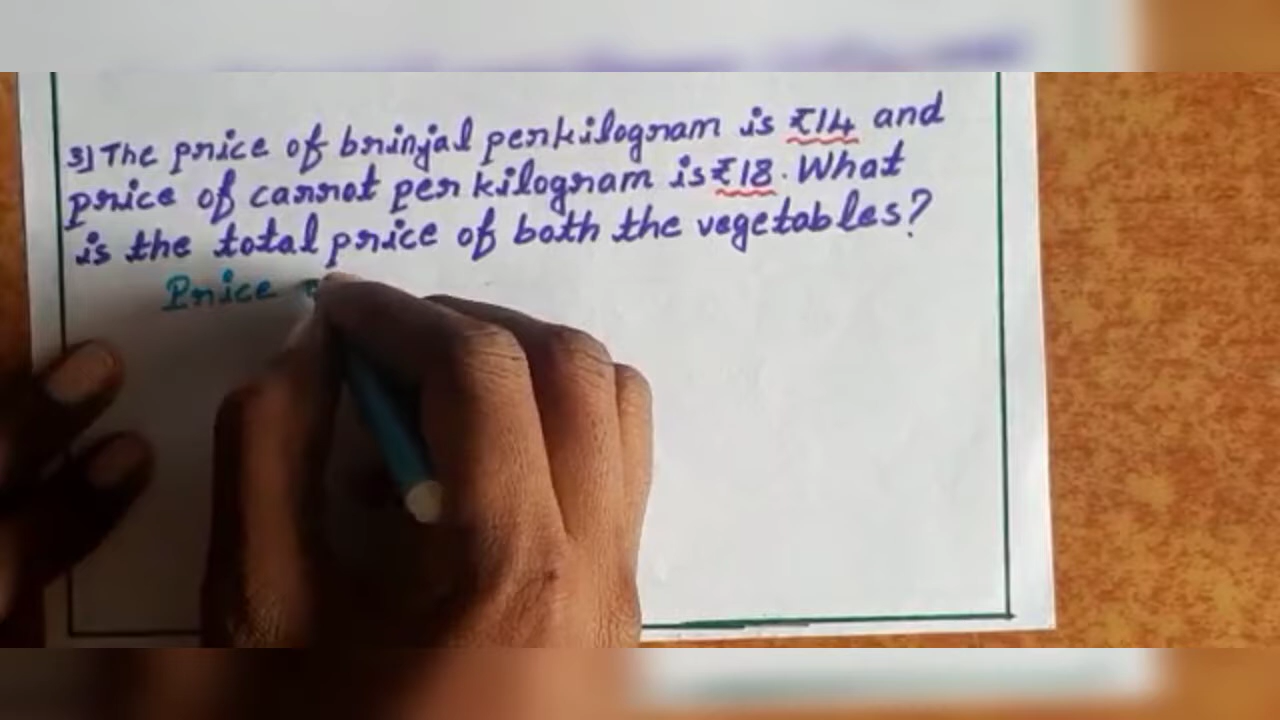 3) The price of brinjal perkilogram is ₹14 and
price of carrot per kilogram is ₹18. What
is the total price of both the vegetables?
Price